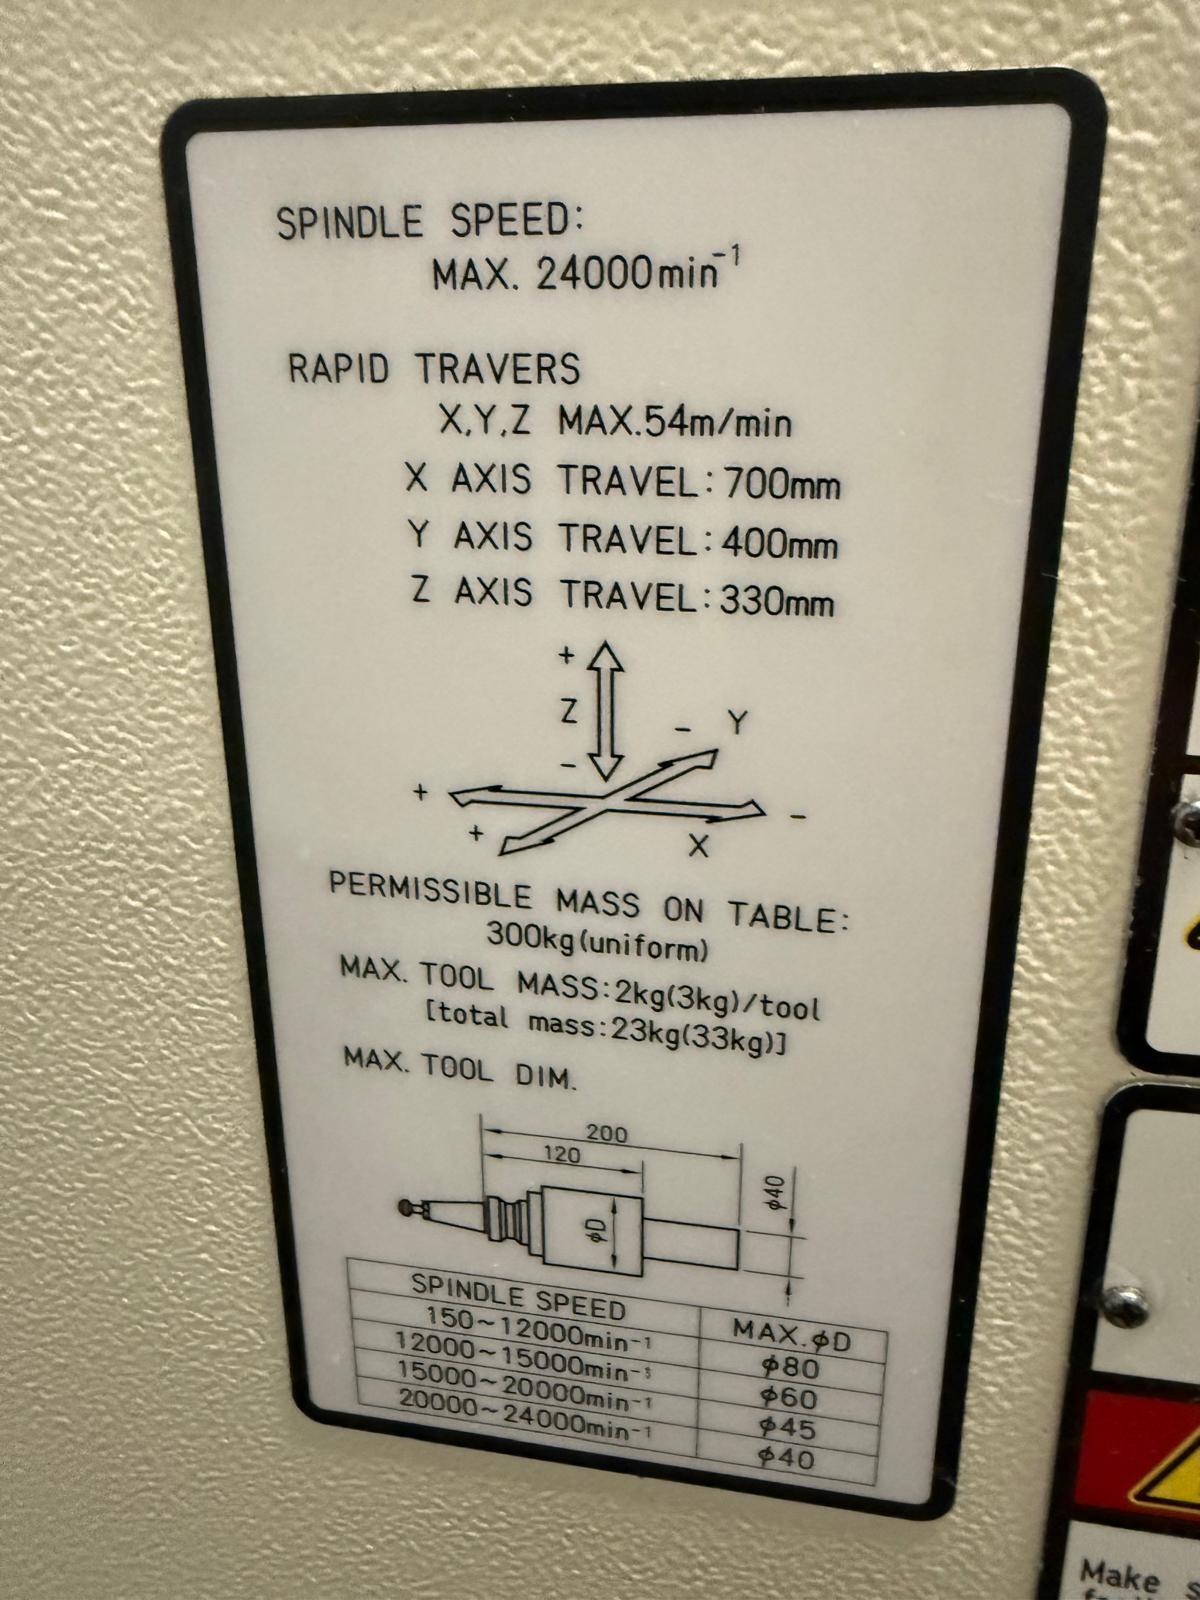 SPINDLE SPEED:
MAX. 24000min⁻¹
RAPID TRAVERS
X,Y,Z MAX.54m/min
X AXIS TRAVEL:700mm
Y AXIS TRAVEL:400mm
Z AXIS TRAVEL:330mm
+
Z
-
- Y
+ -
+ X
PERMISSIBLE MASS ON TABLE:
300kg(uniform)
MAX. TOOL MASS:2kg(3kg)/tool
[total mass:23kg(33kg)]
MAX. TOOL DIM.
200
120
φ40
φD
SPINDLE SPEED MAX.φD
150~12000min⁻¹ φ80
12000~15000min⁻¹ φ60
15000~20000min⁻¹ φ45
20000~24000min⁻¹ φ40
Make